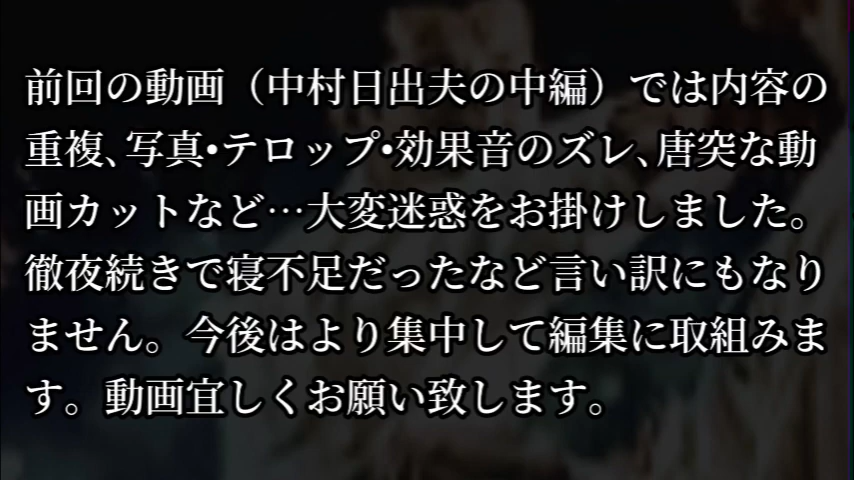 前回の動画（中村日出夫の中編）では内容の
重複、写真・テロップ・効果音のズレ、唐突な動
画カットなど…大変迷惑をお掛けしました。
徹夜続きで寝不足だったなど言い訳にもなり
ません。今後はより集中して編集に取組みま
す。動画宜しくお願い致します。